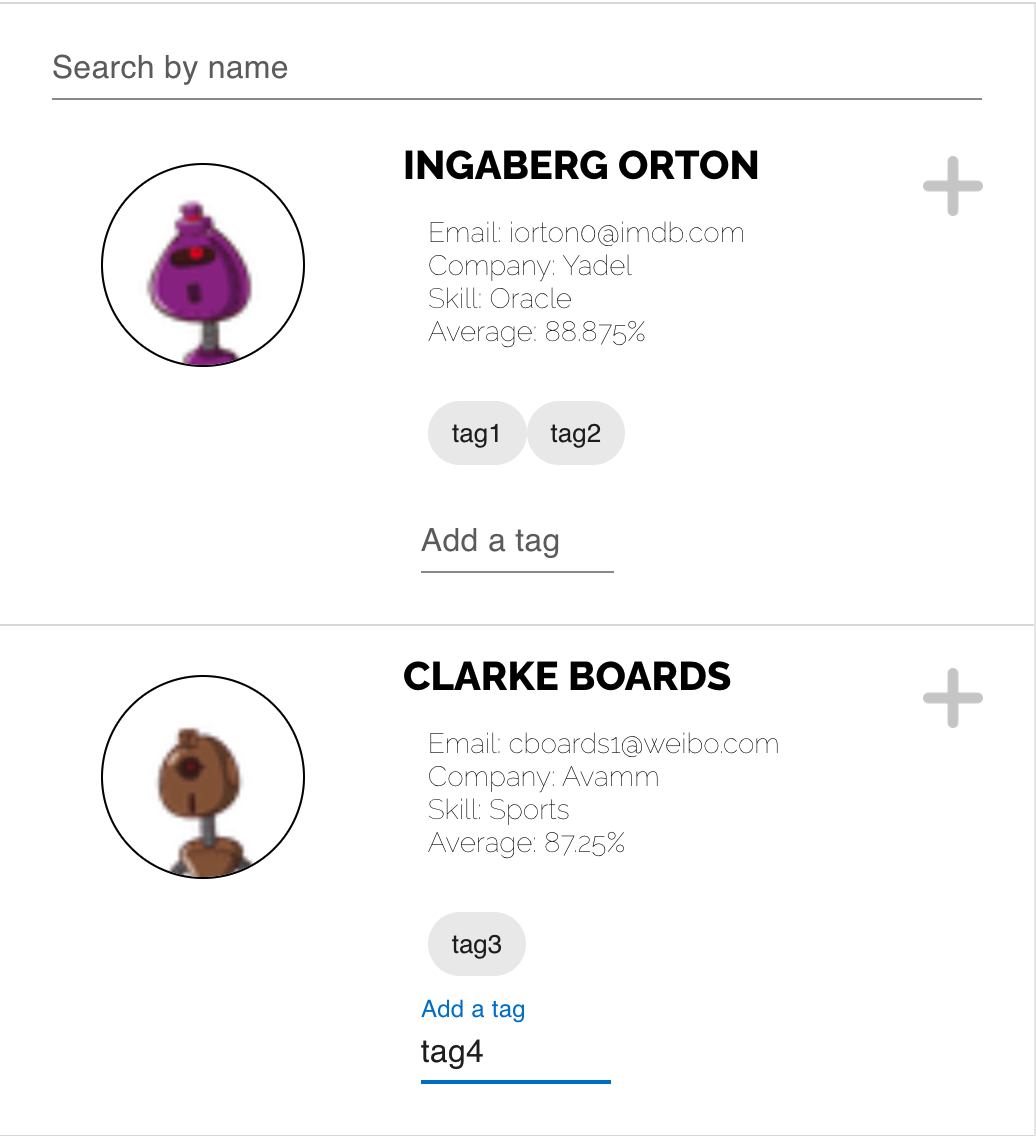 Search by name
INGABERG ORTON
Email: iorton0@imdb.com
Company: Yadel
Skill: Oracle
Average: 88.875%
tag1 tag2
Add a tag
CLARKE BOARDS
Email: cboards1@weibo.com
Company: Avamm
Skill: Sports
Average: 87.25%
tag3
Add a tag
tag4